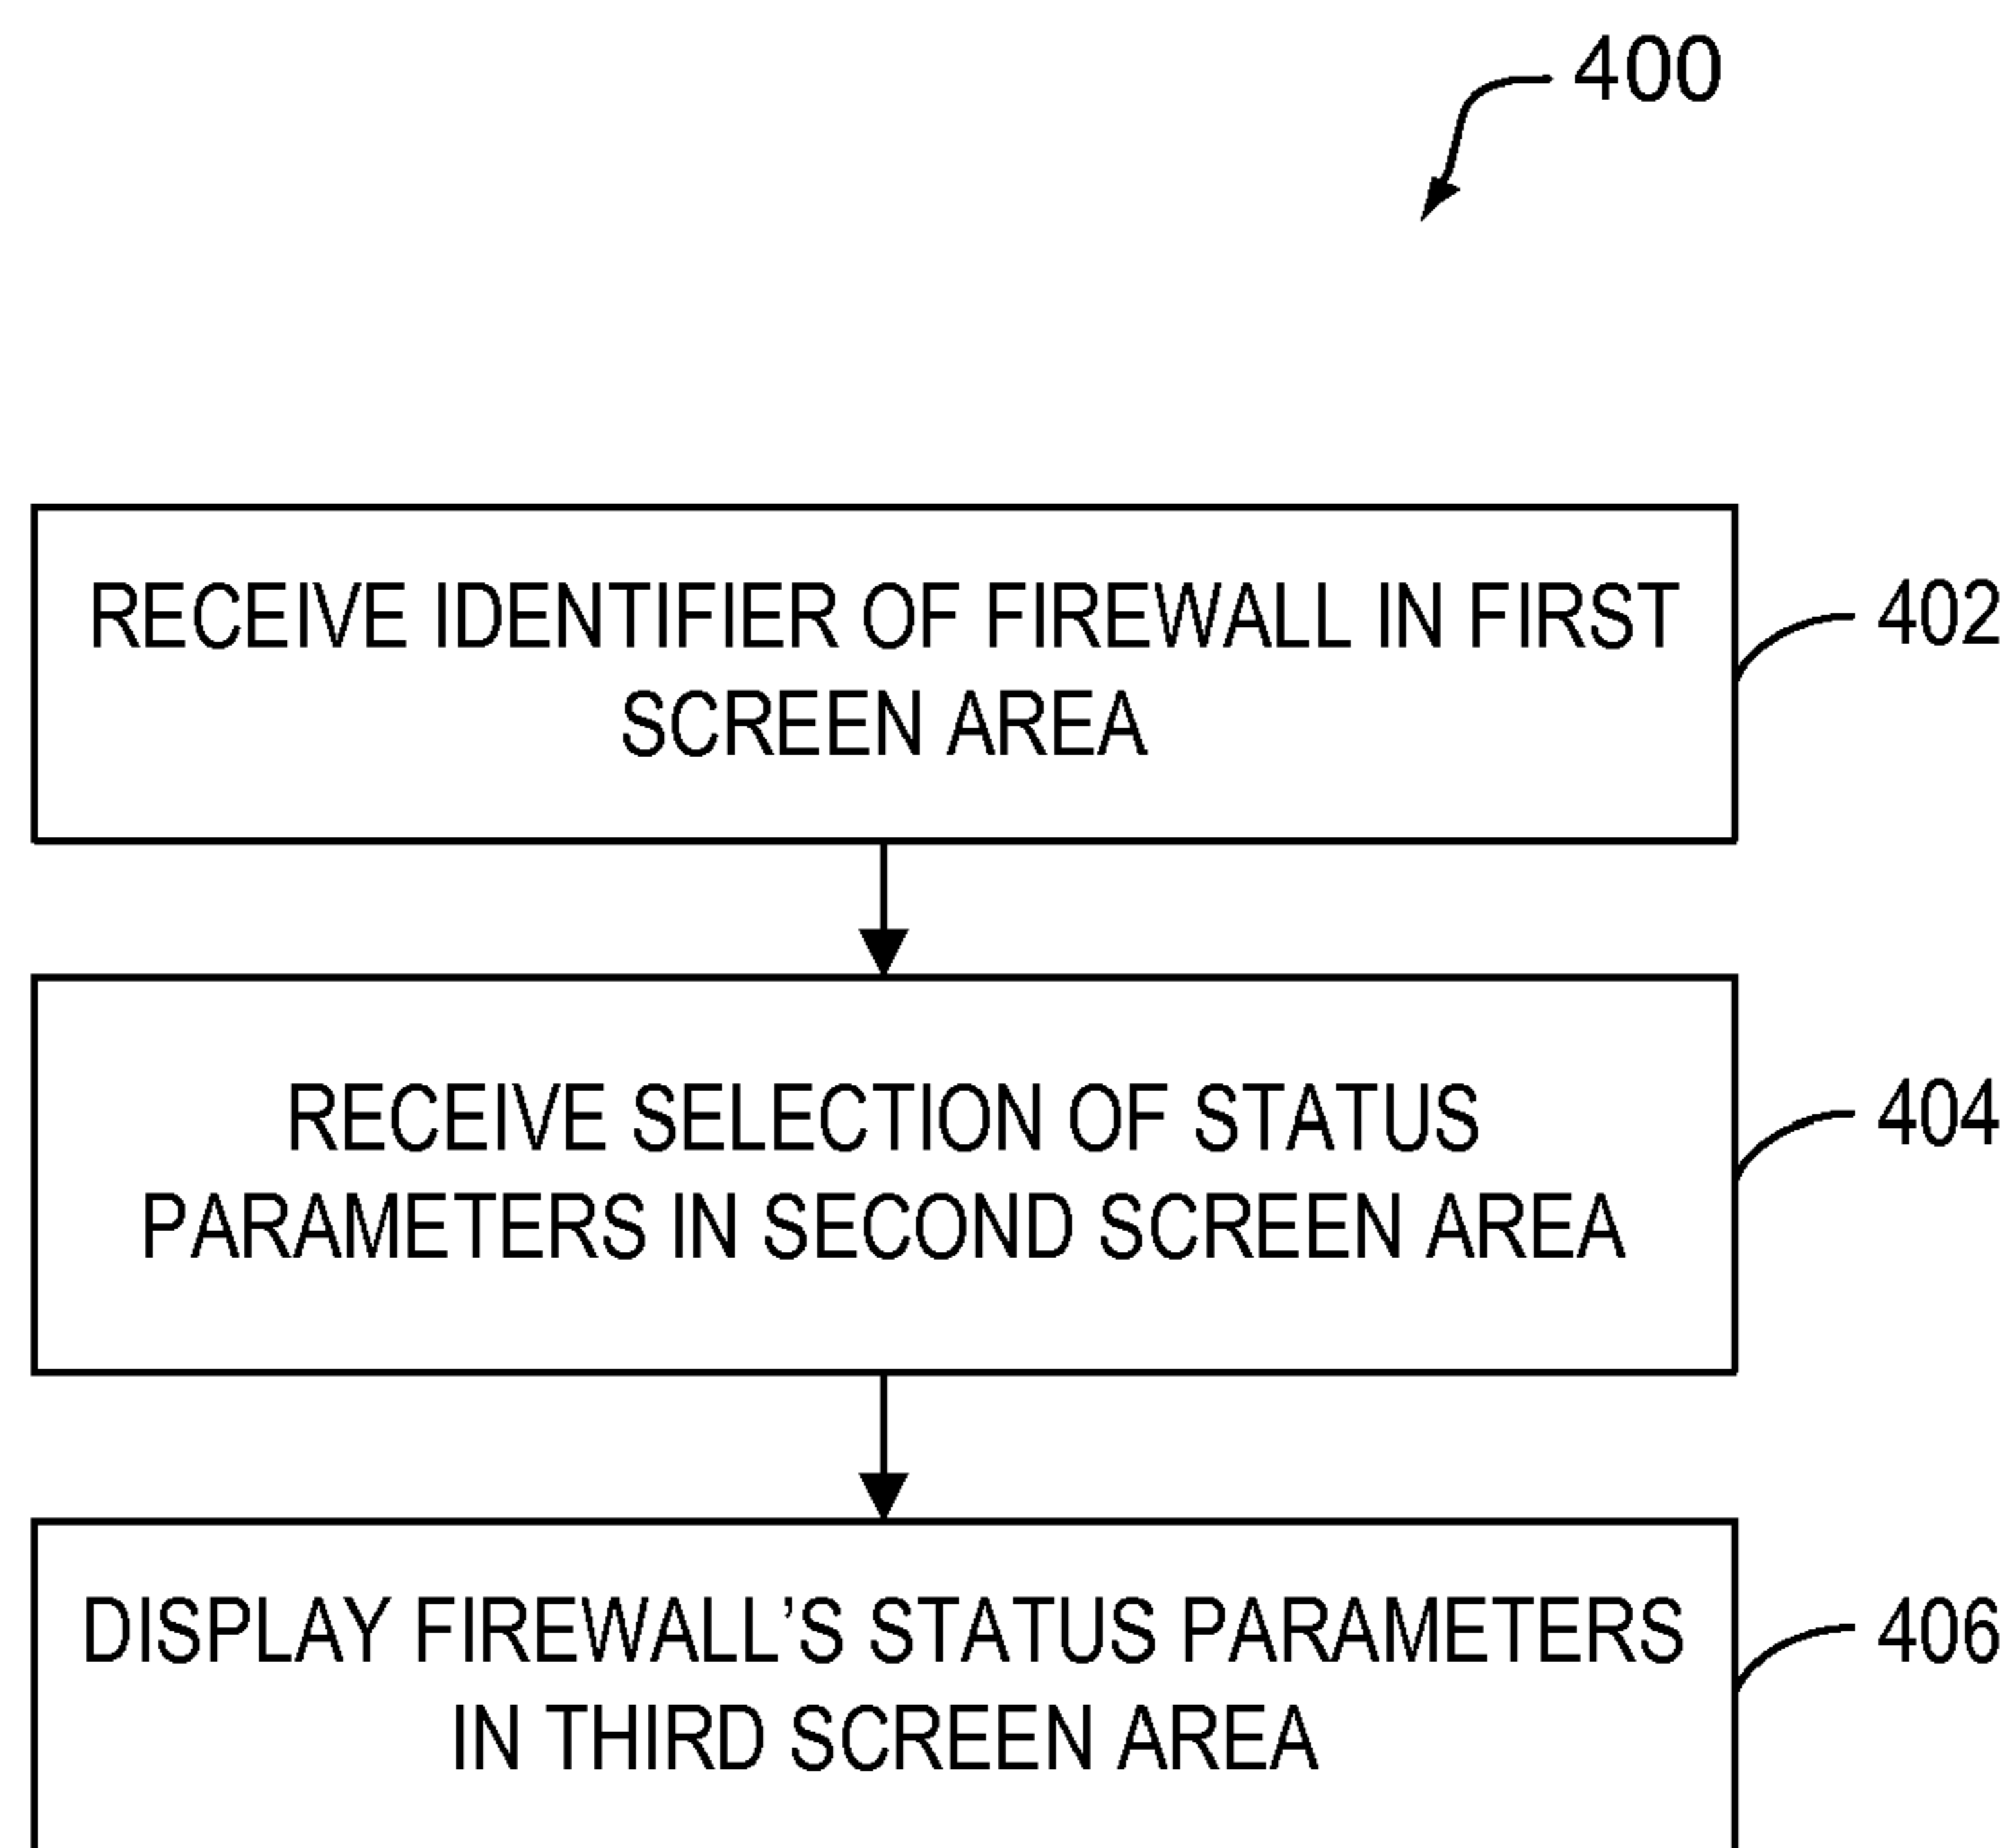 400
RECEIVE IDENTIFIER OF FIREWALL IN FIRST
SCREEN AREA
402
RECEIVE SELECTION OF STATUS
PARAMETERS IN SECOND SCREEN AREA
404
DISPLAY FIREWALL’S STATUS PARAMETERS
IN THIRD SCREEN AREA
406